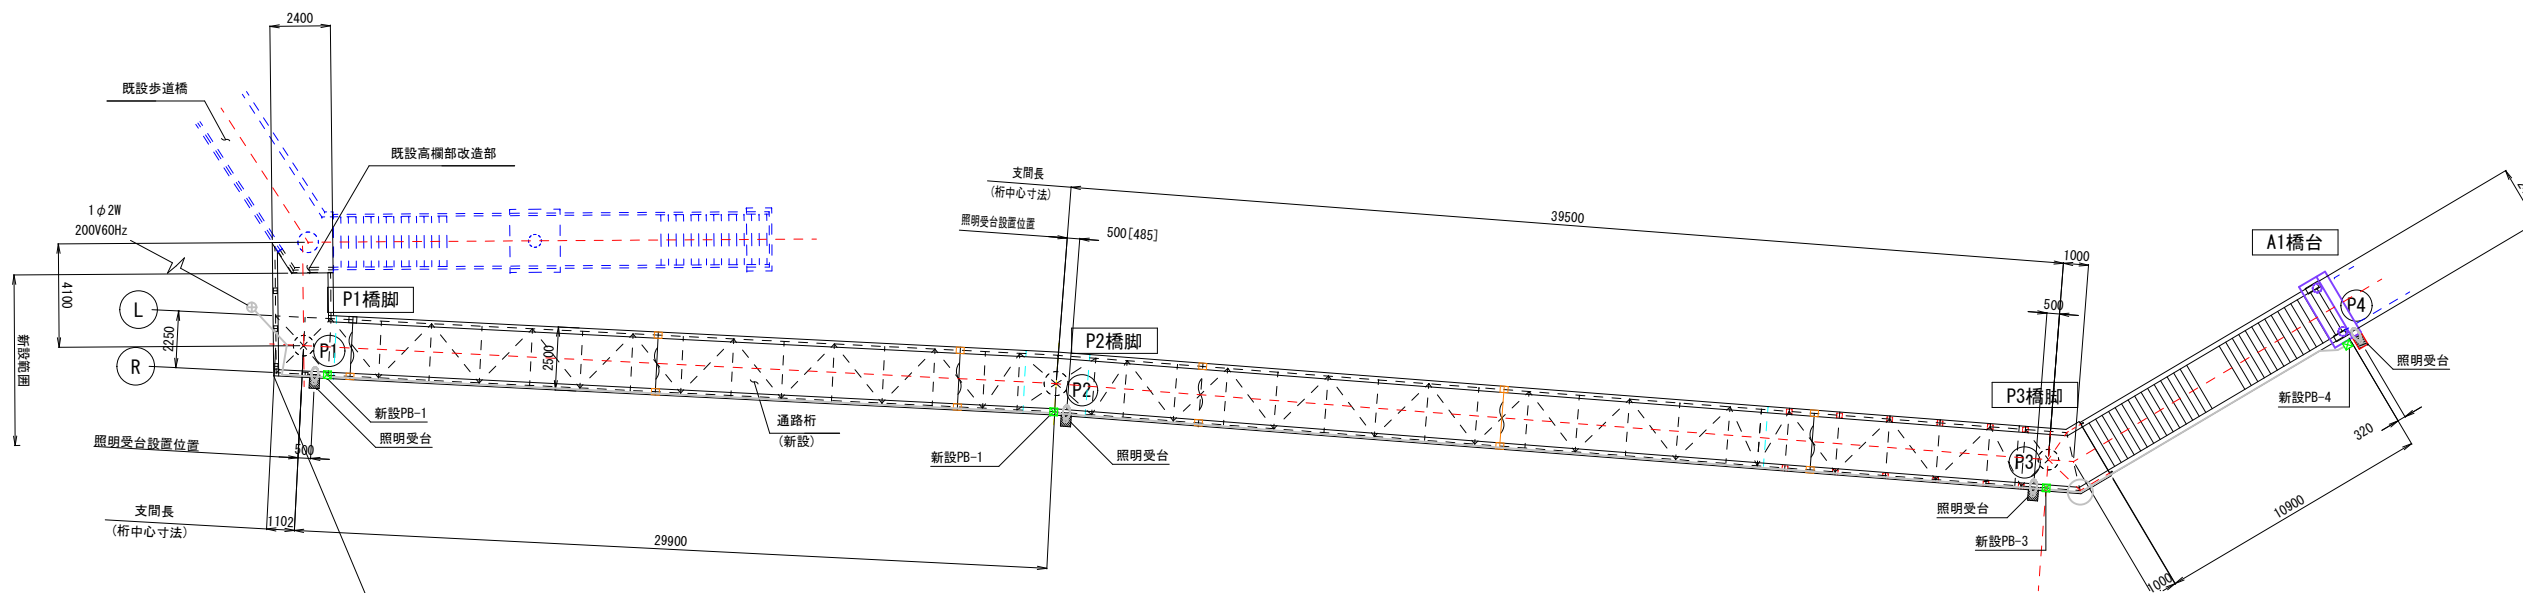 2400
既設歩道橋
既設高欄部改造部
1φ2W
200V60Hz
4100
新設範囲
L
R
2250
P1橋脚
P1
2500
新設PB-1
照明受台
照明受台設置位置
500
支間長
(桁中心寸法)
1102
29900
通路桁
(新設)
支間長
(桁中心寸法)
照明受台設置位置
500[485]
39500
P2橋脚
P2
新設PB-1
照明受台
1000
500
P3橋脚
P3
照明受台
新設PB-3
A1橋台
P4
照明受台
新設PB-4
320
10900
1000